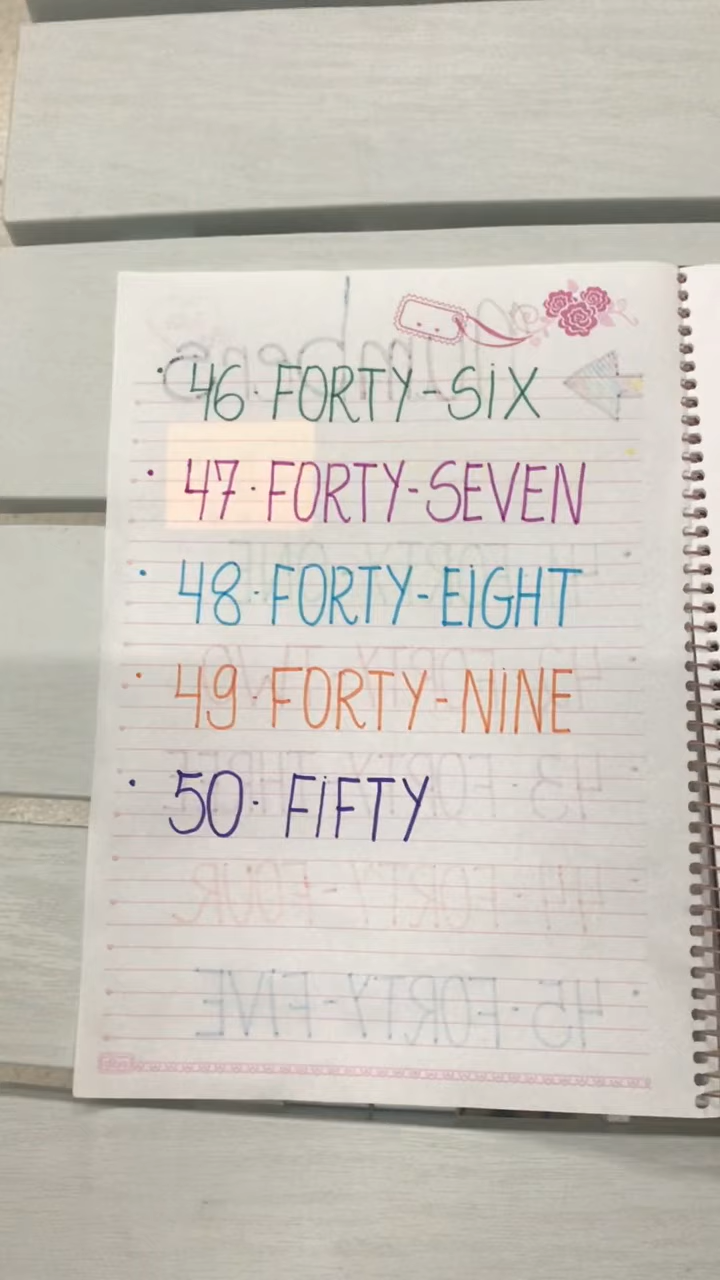 46. FORTY-SiX
47. FORTY-SEVEN
48. FORTY-EiGHT
49. FORTY-NiNE
50. FiFTY